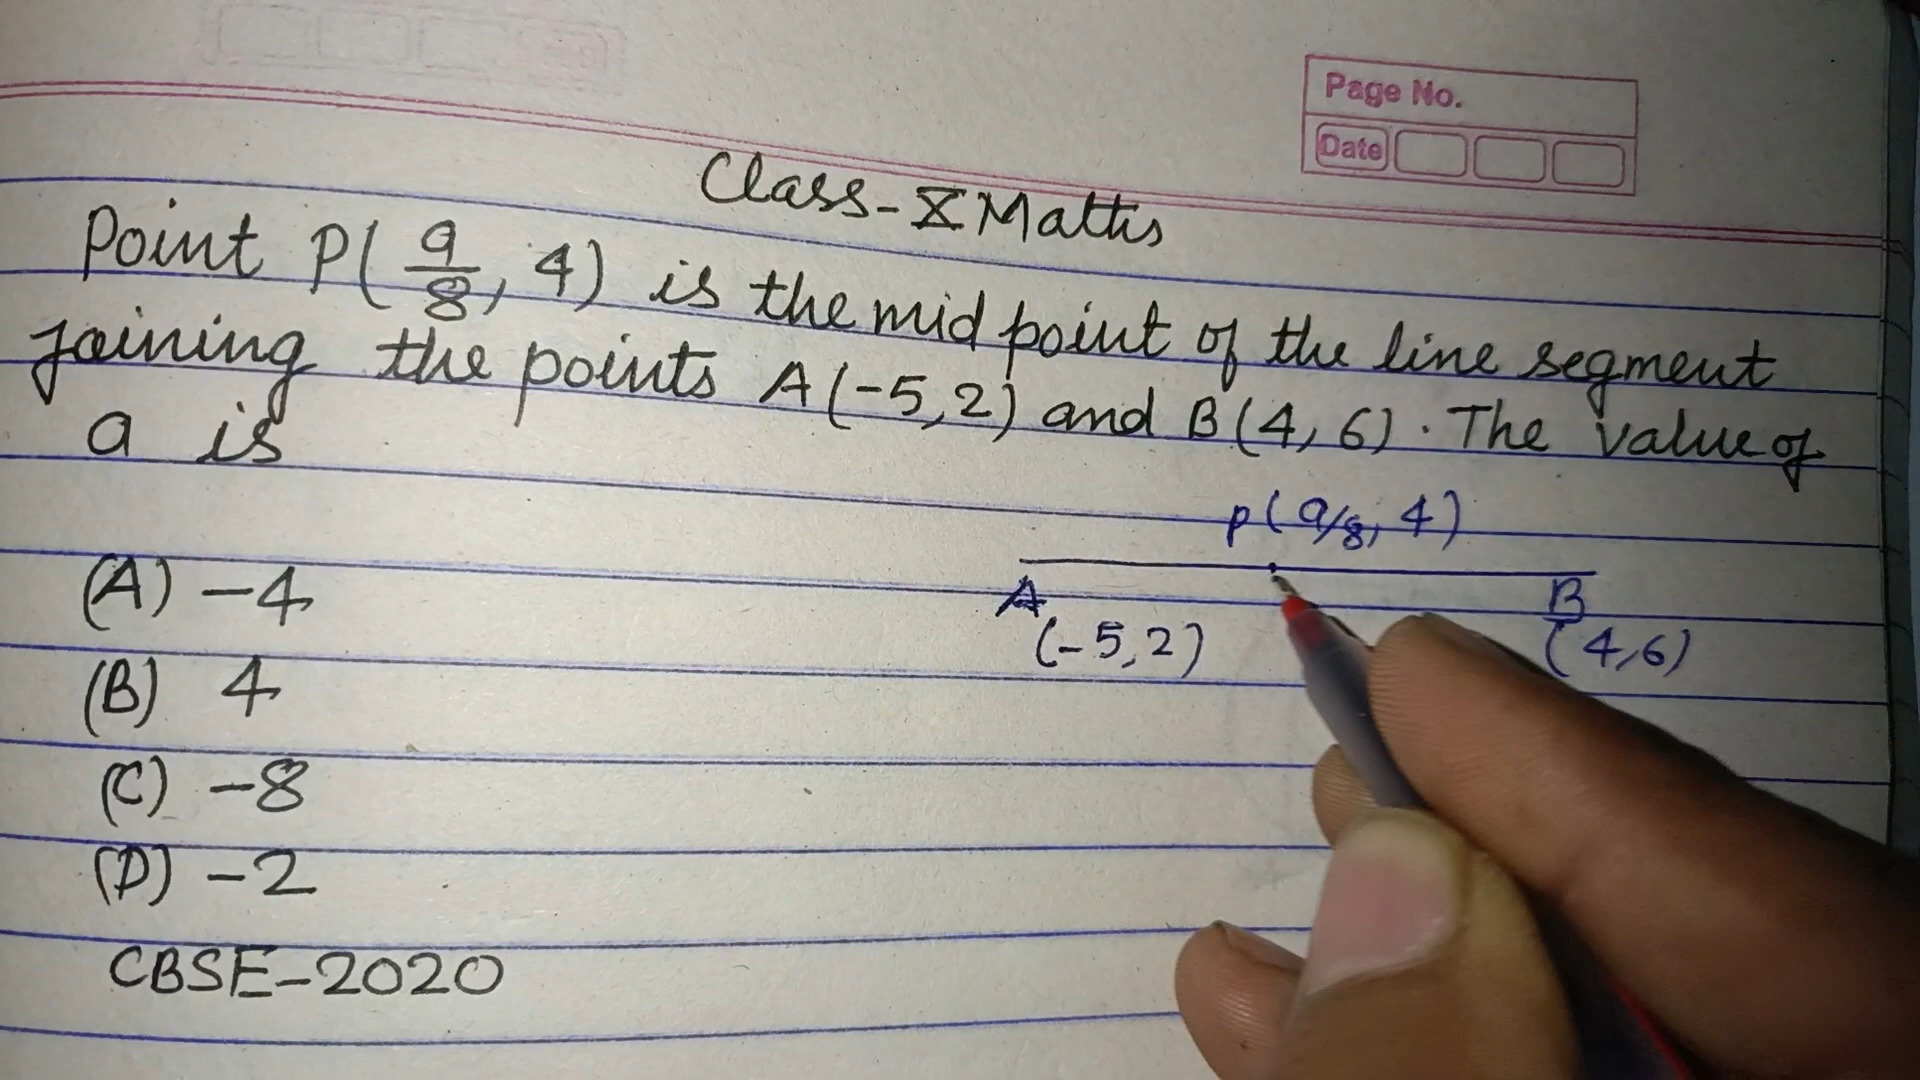 Page No.
Date
Class-X Maths
Point P(a/8, 4) is the mid point of the line segment
joining the points A(-5,2) and B(4,6). The value of
a is
P(a/8, 4)
A B
(-5,2) (4,6)
(A) -4
(B) 4
(C) -8
(D) -2
CBSE-2020